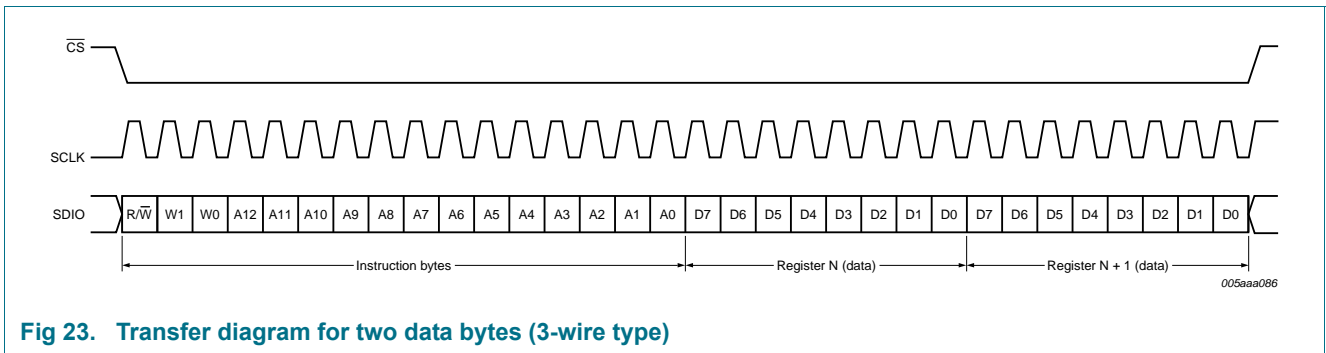 CS
SCLK
SDIO R/W W1 W0 A12 A11 A10 A9 A8 A7 A6 A5 A4 A3 A2 A1 A0 D7 D6 D5 D4 D3 D2 D1 D0 D7 D6 D5 D4 D3 D2 D1 D0
Instruction bytes Register N (data) Register N + 1 (data)
005aaa086
Fig 23. Transfer diagram for two data bytes (3-wire type)